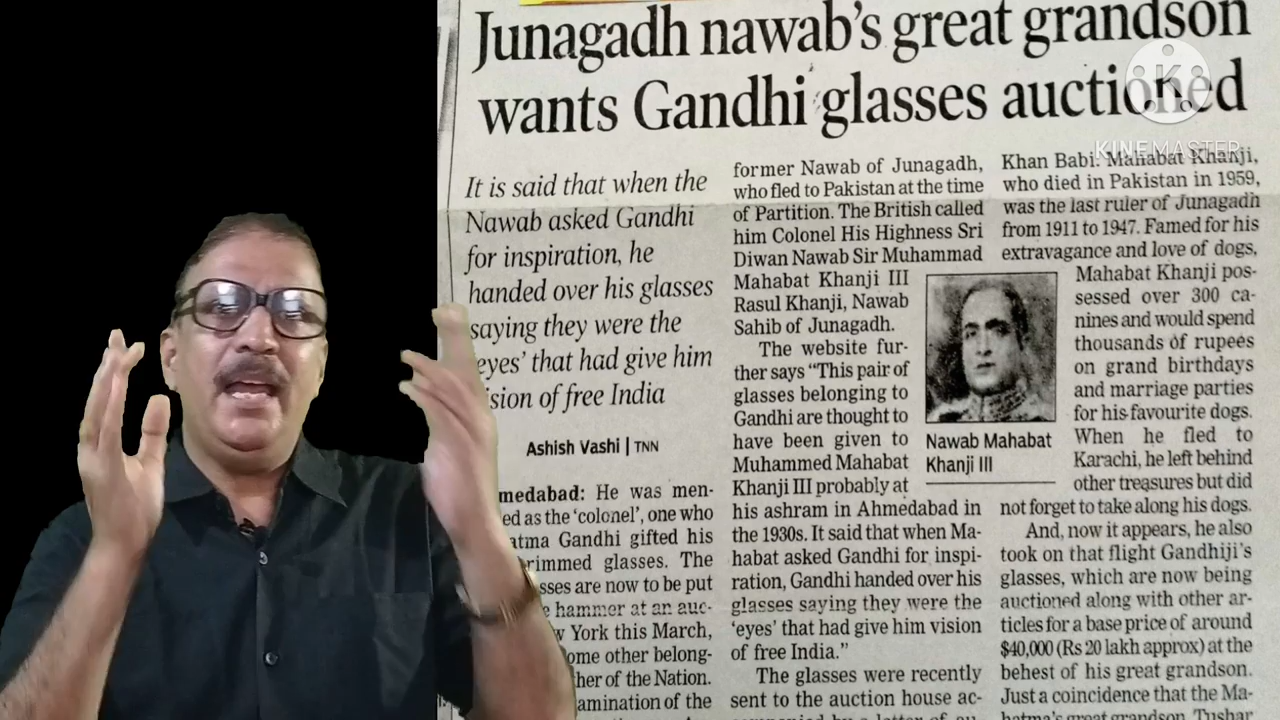 Junagadh nawab's great grandson
wants Gandhi glasses auctioned
KINEMASTER
It is said that when the
Nawab asked Gandhi
for inspiration, he
handed over his glasses
saying they were the
eyes' that had give him
sion of free India
Ashish Vashi | TNN
medabad: He was men-
ed as the 'colonel', one who
atma Gandhi gifted his
rimmed glasses. The
sses are now to be put
hammer at an auc-
York this March,
ome other belong-
her of the Nation.
amination of the
former Nawab of Junagadh,
who fled to Pakistan at the time
of Partition. The British called
him Colonel His Highness Sri
Diwan Nawab Sir Muhammad
Mahabat Khanji III
Rasul Khanji, Nawab
Sahib of Junagadh.
The website fur-
ther says "This pair of
glasses belonging to
Gandhi are thought to
have been given to
Muhammed Mahabat
Khanji III probably at
his ashram in Ahmedabad in
the 1930s. It said that when Ma-
habat asked Gandhi for inspi-
ration, Gandhi handed over his
glasses saying they were the
'eyes' that had give him vision
of free India."
The glasses were recently
sent to the auction house ac-
Nawab Mahabat
Khanji III
Khan Babi. Mahabat Khanji,
who died in Pakistan in 1959,
was the last ruler of Junagadh
from 1911 to 1947. Famed for his
extravagance and love of dogs,
Mahabat Khanji pos-
sessed over 300 ca-
nines and would spend
thousands of rupees
on grand birthdays
and marriage parties
for his favourite dogs.
When he fled to
Karachi, he left behind
other treasures but did
not forget to take along his dogs.
And, now it appears, he also
took on that flight Gandhiji's
glasses, which are now being
auctioned along with other ar-
ticles for a base price of around
$40,000 (Rs 20 lakh approx) at the
behest of his great grandson.
Just a coincidence that the Ma-
hatma's great grandson, Tushar